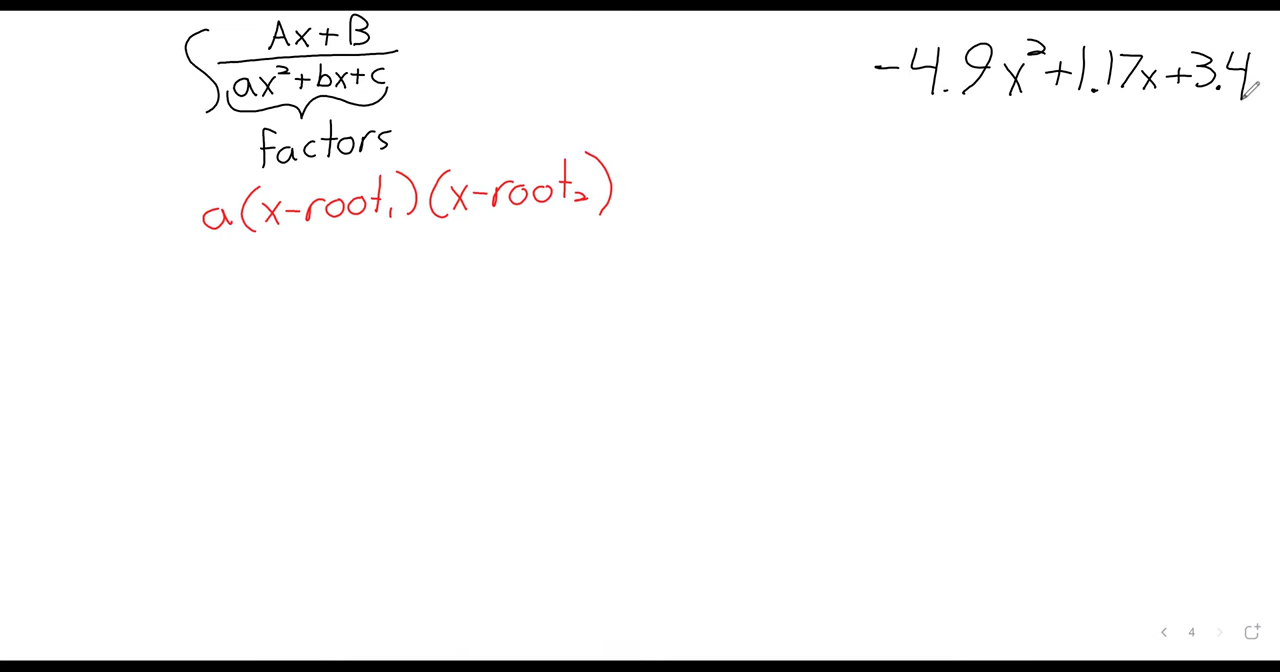 ∫ (Ax+B)/(ax²+bx+c)
factors
a(x-root₁)(x-root₂)
-4.9x²+1.17x+3.4
4